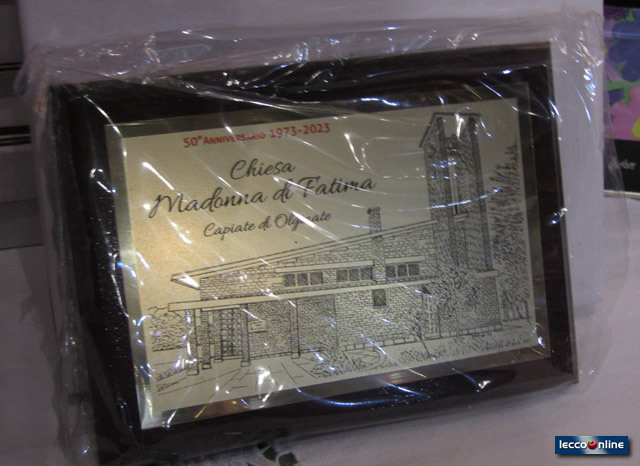 50° ANNIVERSARIO 1973-2023
Chiesa
Madonna di Fatima
Capiate di Olginate
leccoonline